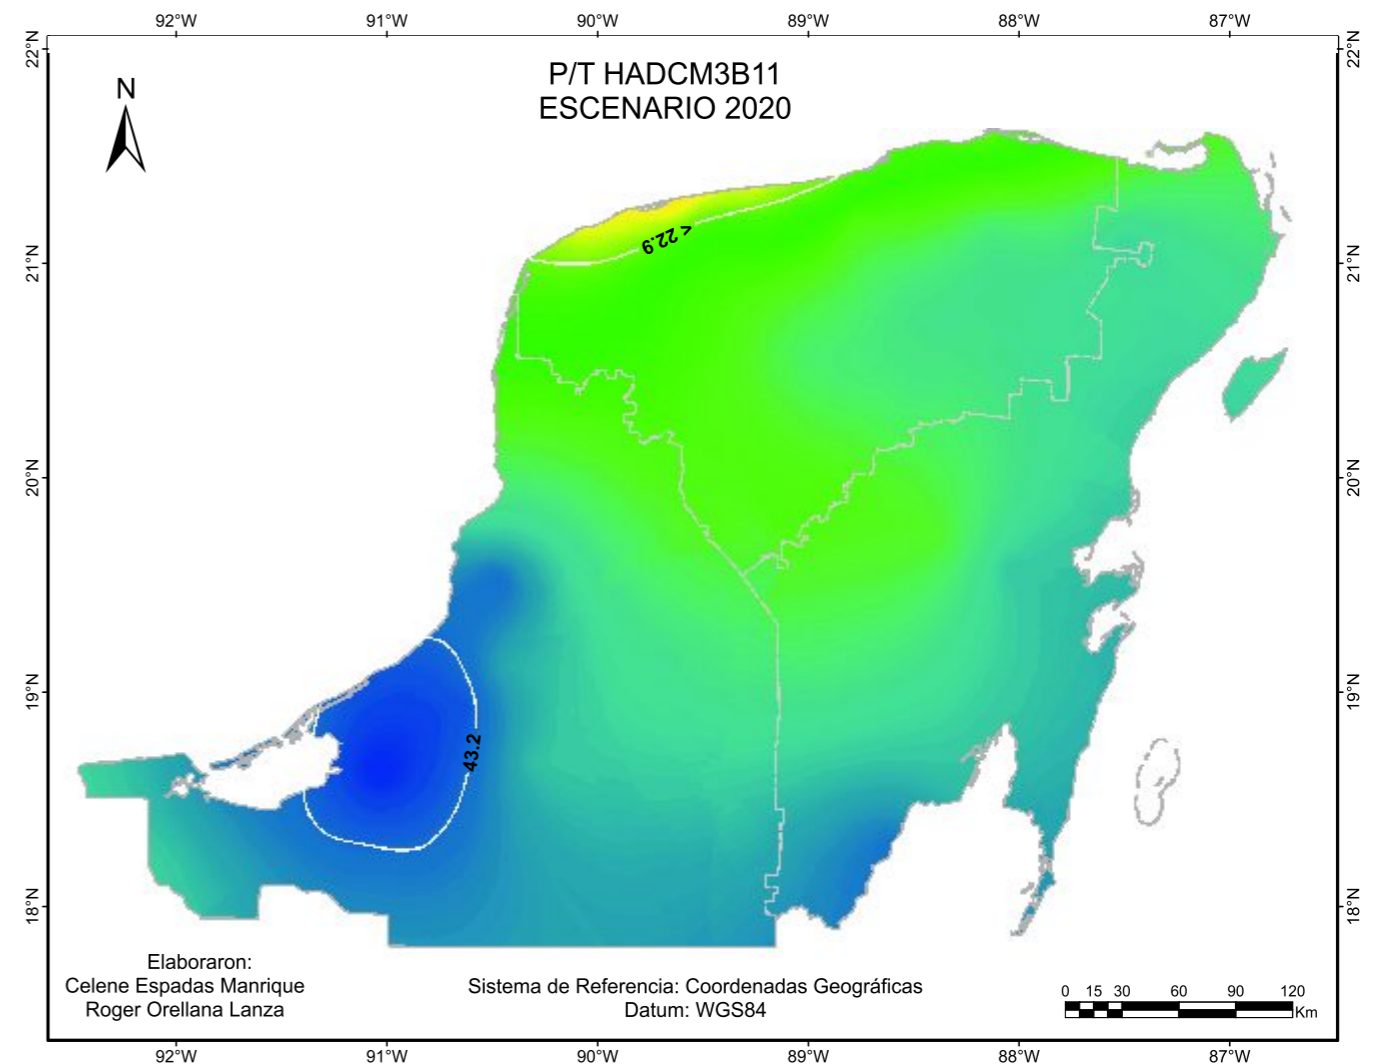 92°W 91°W 90°W 89°W 88°W 87°W
22°N 22°N
P/T HADCM3B11
ESCENARIO 2020
N
< 22.9
21°N 21°N
20°N 20°N
19°N 19°N
43.2
18°N 18°N
Elaboraron:
Celene Espadas Manrique
Roger Orellana Lanza
Sistema de Referencia: Coordenadas Geográficas
Datum: WGS84
0 15 30 60 90 120
Km
92°W 91°W 90°W 89°W 88°W 87°W